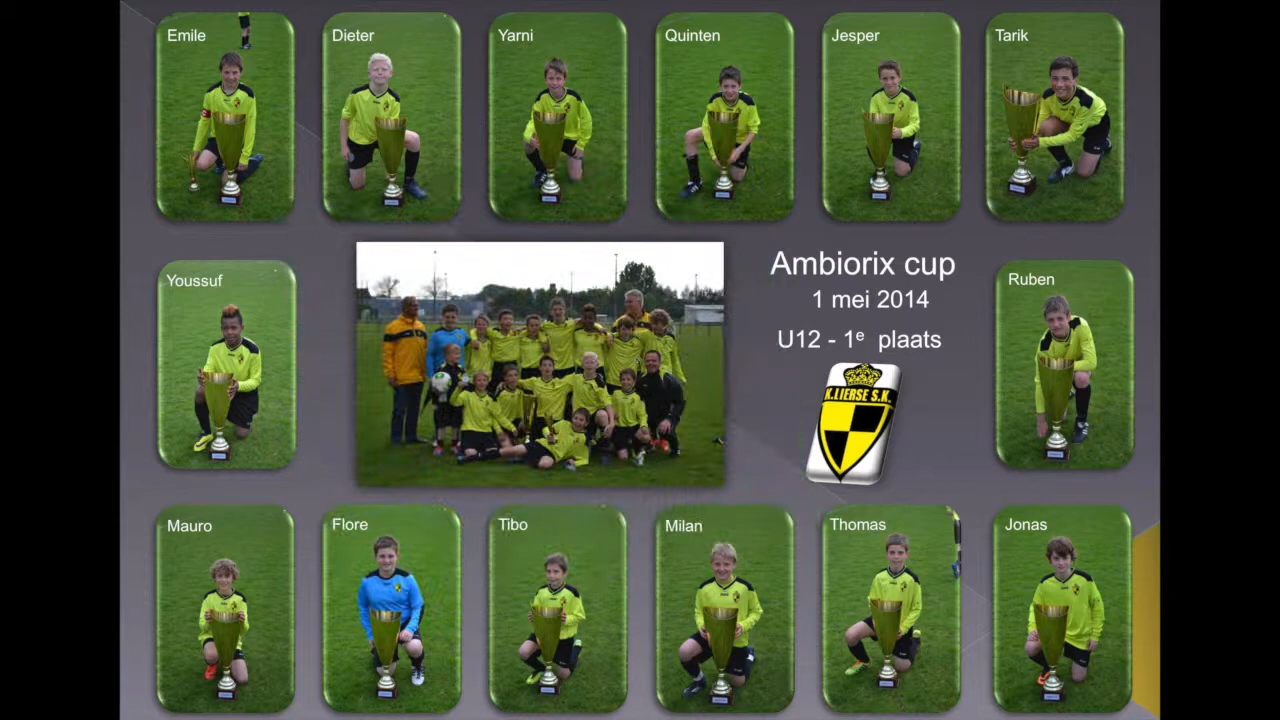 Emile
Dieter
Yarni
Quinten
Jesper
Tarik
Youssuf
Ambiorix cup
1 mei 2014
U12 - 1e plaats
K.LIERSE S.K.
Ruben
Mauro
Flore
Tibo
Milan
Thomas
Jonas